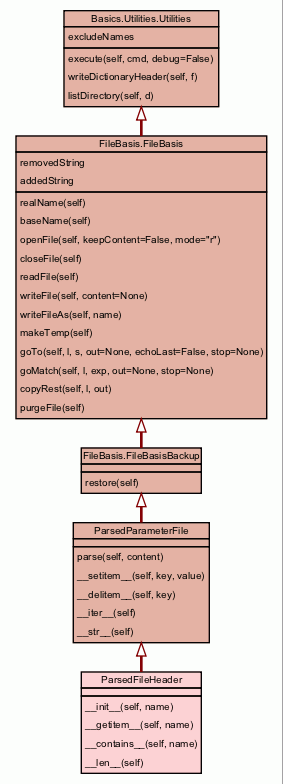 Basics.Utilities.Utilities
excludeNames
execute(self, cmd, debug=False)
writeDictionaryHeader(self, f)
listDirectory(self, d)
FileBasis.FileBasis
removedString
addedString
realName(self)
baseName(self)
openFile(self, keepContent=False, mode="r")
closeFile(self)
readFile(self)
writeFile(self, content=None)
writeFileAs(self, name)
makeTemp(self)
goTo(self, l, s, out=None, echoLast=False, stop=None)
goMatch(self, l, exp, out=None, stop=None)
copyRest(self, l, out)
purgeFile(self)
FileBasis.FileBasisBackup
restore(self)
ParsedParameterFile
parse(self, content)
__setitem__(self, key, value)
__delitem__(self, key)
__iter__(self)
__str__(self)
ParsedFileHeader
__init__(self, name)
__getitem__(self, name)
__contains__(self, name)
__len__(self)